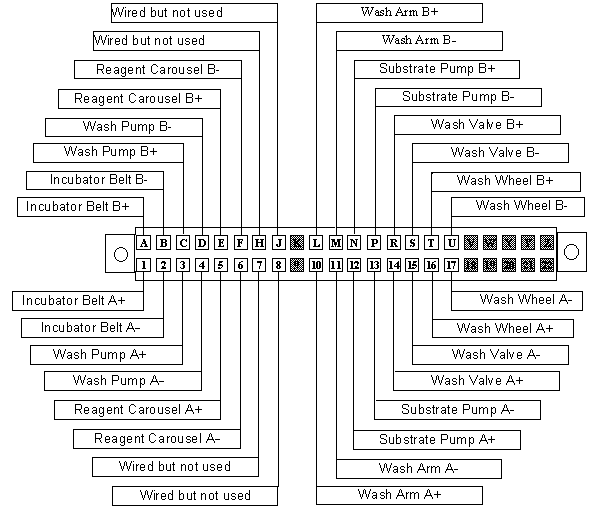 Wired but not used
Wash Arm B+
Wired but not used
Wash Arm B-
Reagent Carousel B-
Substrate Pump B+
Reagent Carousel B+
Substrate Pump B-
Wash Pump B-
Wash Valve B+
Wash Pump B+
Wash Valve B-
Incubator Belt B-
Wash Wheel B+
Incubator Belt B+
Wash Wheel B-
A B C D E F H J K L M N P R S T U V W X Y Z
1 2 3 4 5 6 7 8 9 10 11 12 13 14 15 16 17 18 19 20 21 22
Incubator Belt A+
Wash Wheel A-
Incubator Belt A-
Wash Wheel A+
Wash Pump A+
Wash Valve A-
Wash Pump A-
Wash Valve A+
Reagent Carousel A+
Substrate Pump A-
Reagent Carousel A-
Substrate Pump A+
Wired but not used
Wash Arm A-
Wired but not used
Wash Arm A+